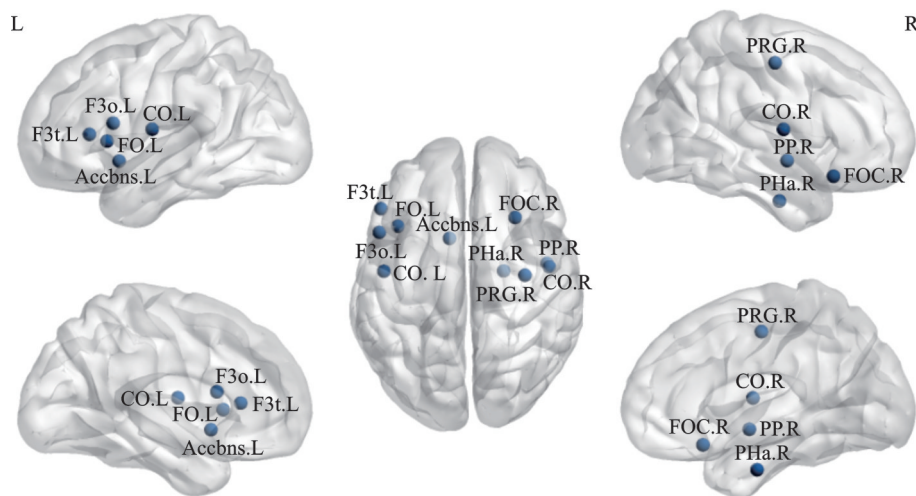 L
R
F3o.L
CO.L
F3t.L
FO.L
Accbns.L
PRG.R
CO.R
PP.R
FOC.R
PHa.R
F3t.L
FO.L
Accbns.L
F3o.L
CO. L
FOC.R
PHa.R
PP.R
CO.R
PRG.R
F3o.L
CO.L
F3t.L
FO.L
Accbns.L
PRG.R
CO.R
FOC.R
PP.R
PHa.R